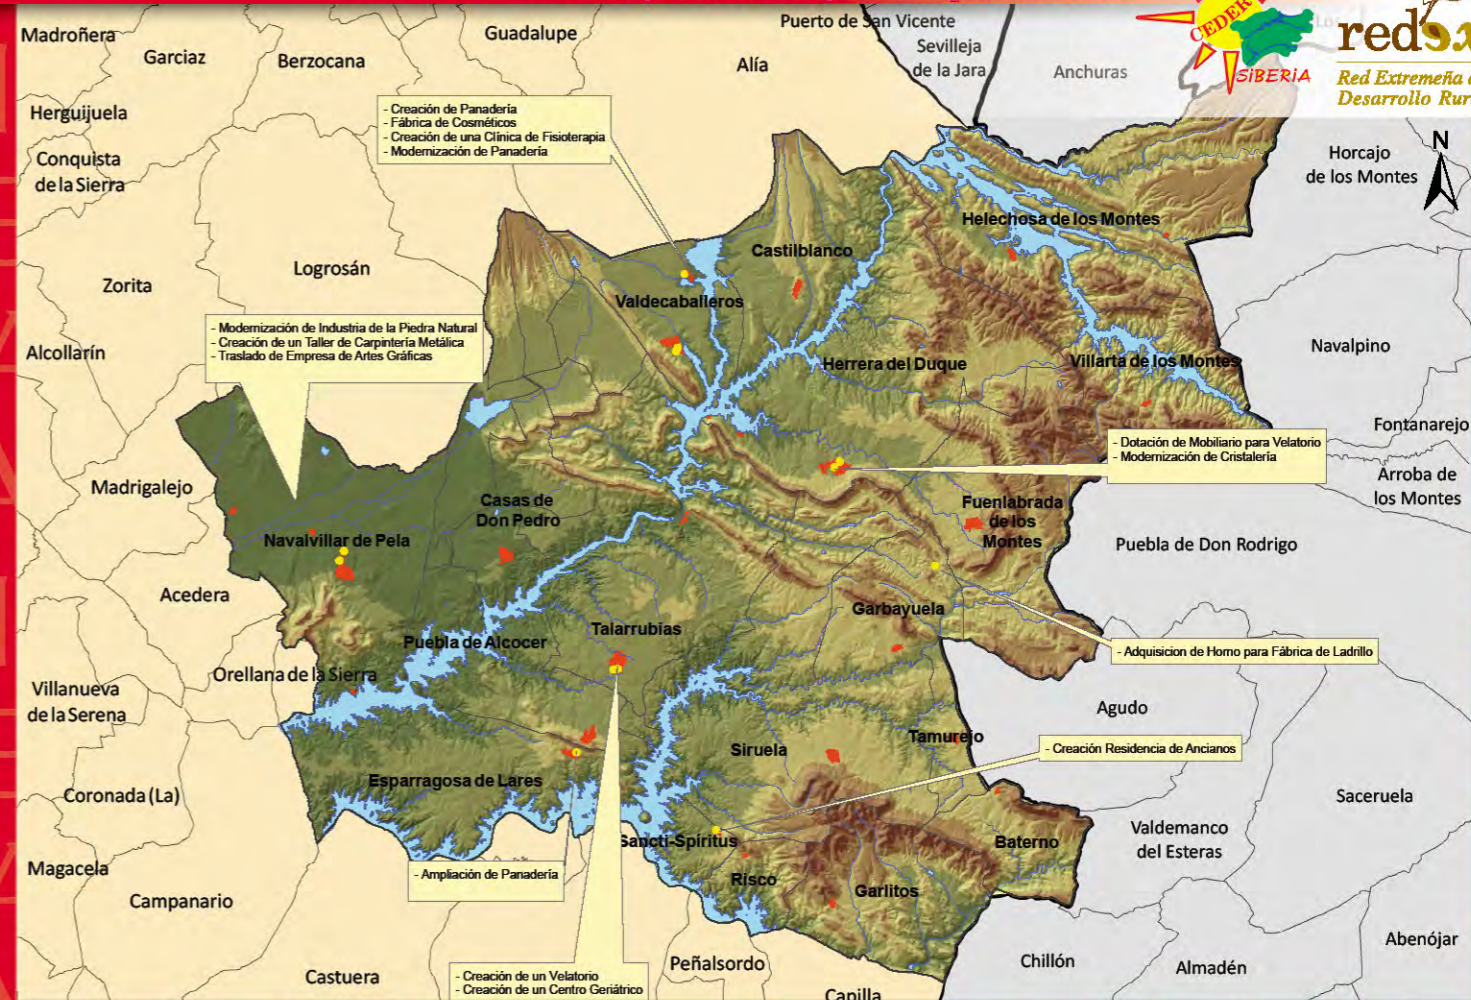 Madroñera
Garciaz
Berzocana
Guadalupe
Puerto de San Vicente
Sevilleja
de la Jara
Anchuras
Alía
CEDER
SiBERiA
Red Extremeña
Herguijuela
Conquista
de la Sierra
- Creación de Panadería
- Fábrica de Cosméticos
- Creación de una Clínica de Fisioterapia
- Modernización de Panadería
N
Horcajo
de los Montes
Helechosa de los Montes
Castilblanco
Zorita
Logrosán
Valdecaballeros
- Modernización de Industria de la Piedra Natural
- Creación de un Taller de Carpintería Metálica
- Traslado de Empresa de Artes Gráficas
Alcollarín
Herrera del Duque
Villarta de los Montes
Navalpino
Fontanarejo
- Dotación de Mobiliario para Velatorio
- Modernización de Cristalería
Arroba de
los Montes
Madrigalejo
Casas de
Don Pedro
Fuenlabrada
de los
Montes
Navalvillar de Pela
Puebla de Don Rodrigo
Acedera
Garbayuela
Puebla de Alcocer
Talarrubias
- Adquisicion de Horno para Fábrica de Ladrillo
Orellana de la Sierra
Villanueva
de la Serena
Agudo
Siruela
Tamurejo
- Creación Residencia de Ancianos
Esparragosa de Lares
Coronada (La)
Saceruela
Sancti-Spiritus
Baterno
Valdemanco
del Esteras
Magacela
- Ampliación de Panadería
Risco
Garlitos
Campanario
Abenójar
Castuera
- Creación de un Velatorio
- Creación de un Centro Geriátrico
Peñalsordo
Chillón
Almadén
Capilla